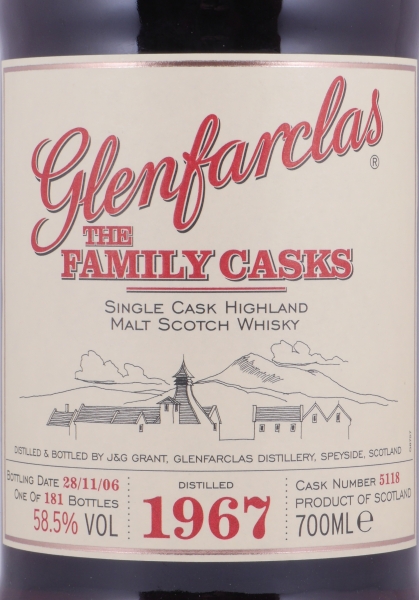 Glenfarclas®
THE
FAMILY CASKS
SINGLE CASK HIGHLAND
MALT SCOTCH WHISKY
DISTILLED & BOTTLED BY J&G GRANT, GLENFARCLAS DISTILLERY, SPEYSIDE, SCOTLAND
BOTTLING DATE 28/11/06
ONE OF 181 BOTTLES
58.5% VOL
DISTILLED
1967
CASK NUMBER 5118
PRODUCT OF SCOTLAND
700ML e